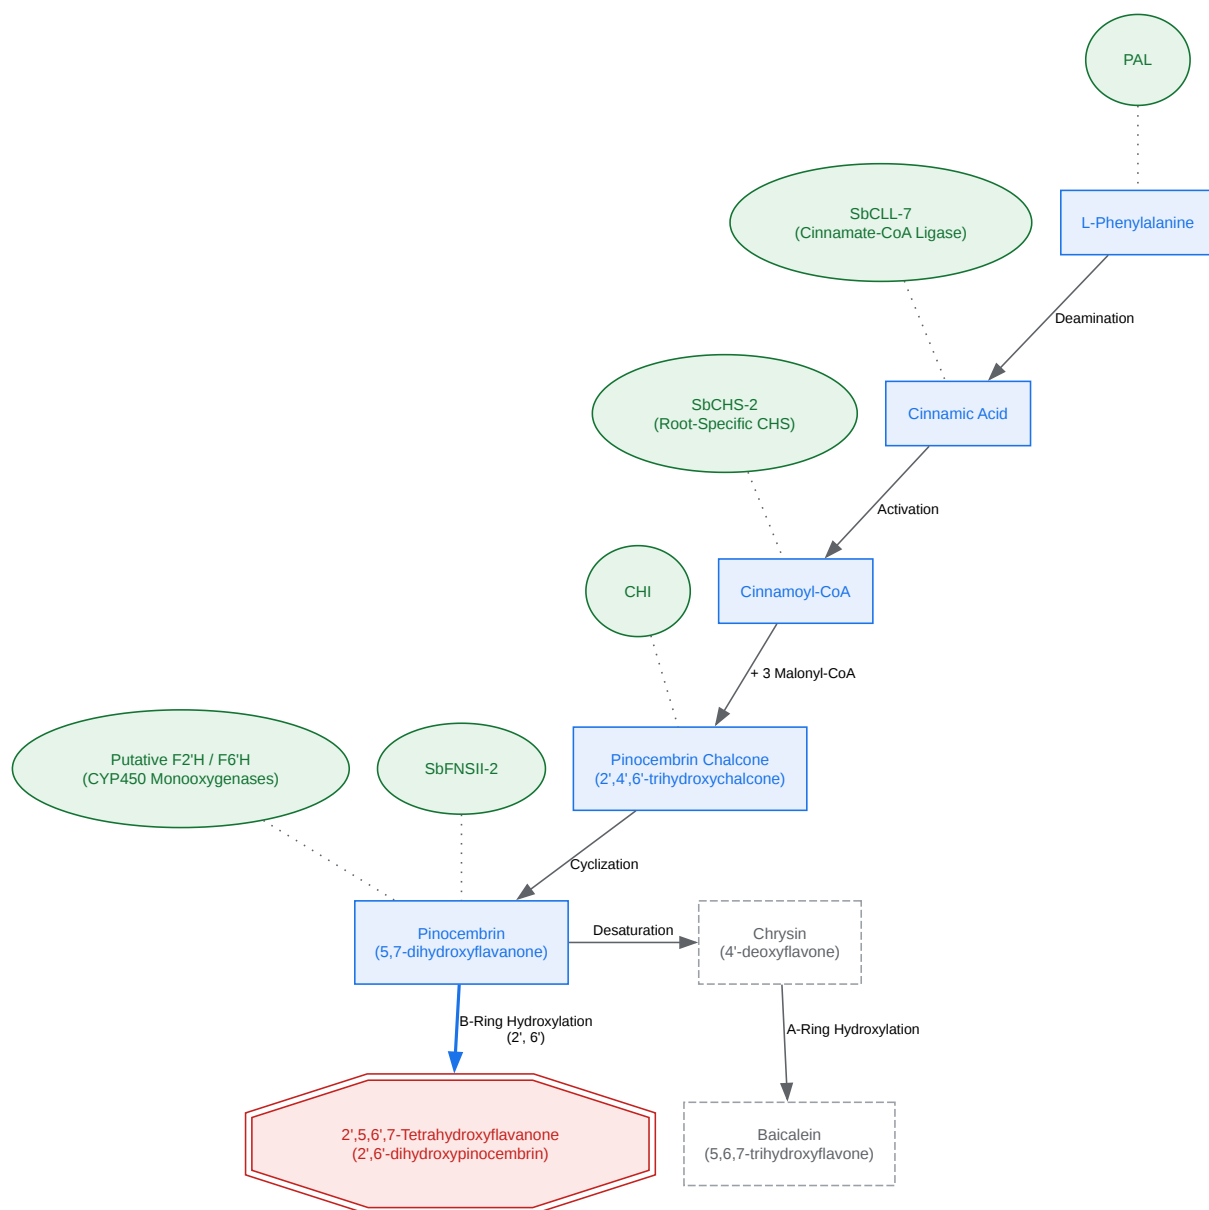 PAL
SbCLL-7
(Cinnamate-CoA Ligase)
L-Phenylalanine
Deamination
SbCHS-2
(Root-Specific CHS)
Cinnamic Acid
Activation
CHI
Cinnamoyl-CoA
+ 3 Malonyl-CoA
Putative F2'H / F6'H
(CYP450 Monooxygenases)
SbFNSII-2
Pinocembrin Chalcone
(2',4',6'-trihydroxychalcone)
Cyclization
Pinocembrin
(5,7-dihydroxyflavanone)
Desaturation
Chrysin
(4'-deoxyflavone)
B-Ring Hydroxylation
(2', 6')
A-Ring Hydroxylation
2',5,6',7-Tetrahydroxyflavanone
(2',6'-dihydroxypinocembrin)
Baicalein
(5,6,7-trihydroxyflavone)